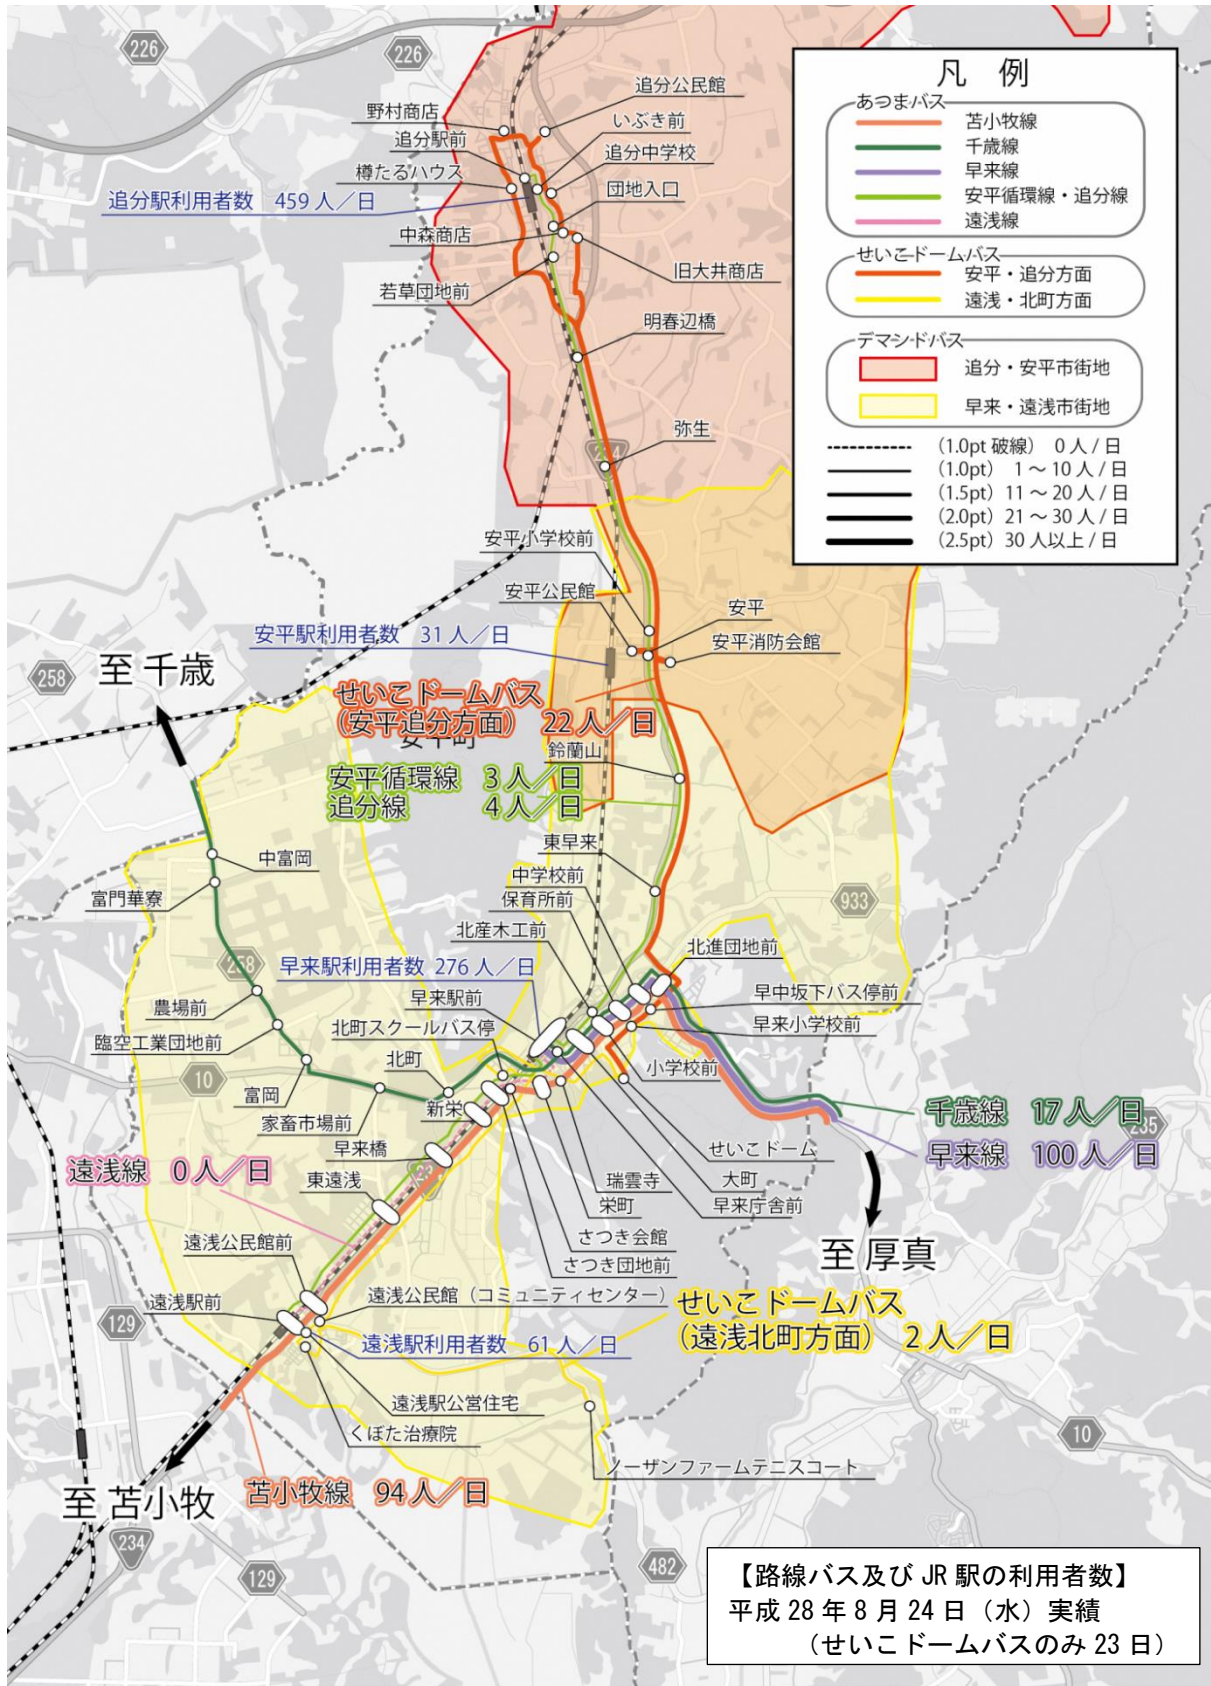 226
226
凡 例
あつまバス
苫小牧線
千歳線
早来線
安平循環線・追分線
遠浅線
せいこドームバス
安平・追分方面
遠浅・北町方面
デマンドバス
追分・安平市街地
早来・遠浅市街地
(1.0pt 破線) 0人/日
(1.0pt) 1～10人/日
(1.5pt) 11～20人/日
(2.0pt) 21～30人/日
(2.5pt) 30人以上/日
追分公民館
野村商店
いぶき前
追分駅前
追分中学校
樽たるハウス
団地入口
追分駅利用者数 459人／日
中森商店
旧大井商店
若草団地前
明春辺橋
弥生
安平小学校前
安平公民館
安平
安平駅利用者数 31人／日
安平消防会館
至 千歳
258
せいこドームバス
（安平追分方面） 22人／日
安平町
鈴蘭山
安平循環線 3人／日
追分線 4人／日
東早来
中富岡
中学校前
富門華寮
保育所前
933
北産木工前
北進団地前
258
早来駅利用者数 276人／日
早来駅前
早中坂下バス停前
農場前
北町スクールバス停
早来小学校前
臨空工業団地前
北町
小学校前
10
富岡
新栄
家畜市場前
千歳線 17人／日
235
早来橋
早来線 100人／日
遠浅線 0人／日
せいこドーム
東遠浅
瑞雲寺
大町
栄町
早来庁舎前
さつき会館
遠浅公民館前
至 厚真
さつき団地前
遠浅駅前
遠浅公民館（コミュニティセンター）
せいこドームバス
（遠浅北町方面） 2人／日
129
遠浅駅利用者数 61人／日
遠浅駅公営住宅
くぼた治療院
10
ノーザンファームテニスコート
至 苫小牧
苫小牧線 94人／日
234
129
482
【路線バス及びJR駅の利用者数】
平成28年8月24日（水）実績
（せいこドームバスのみ23日）